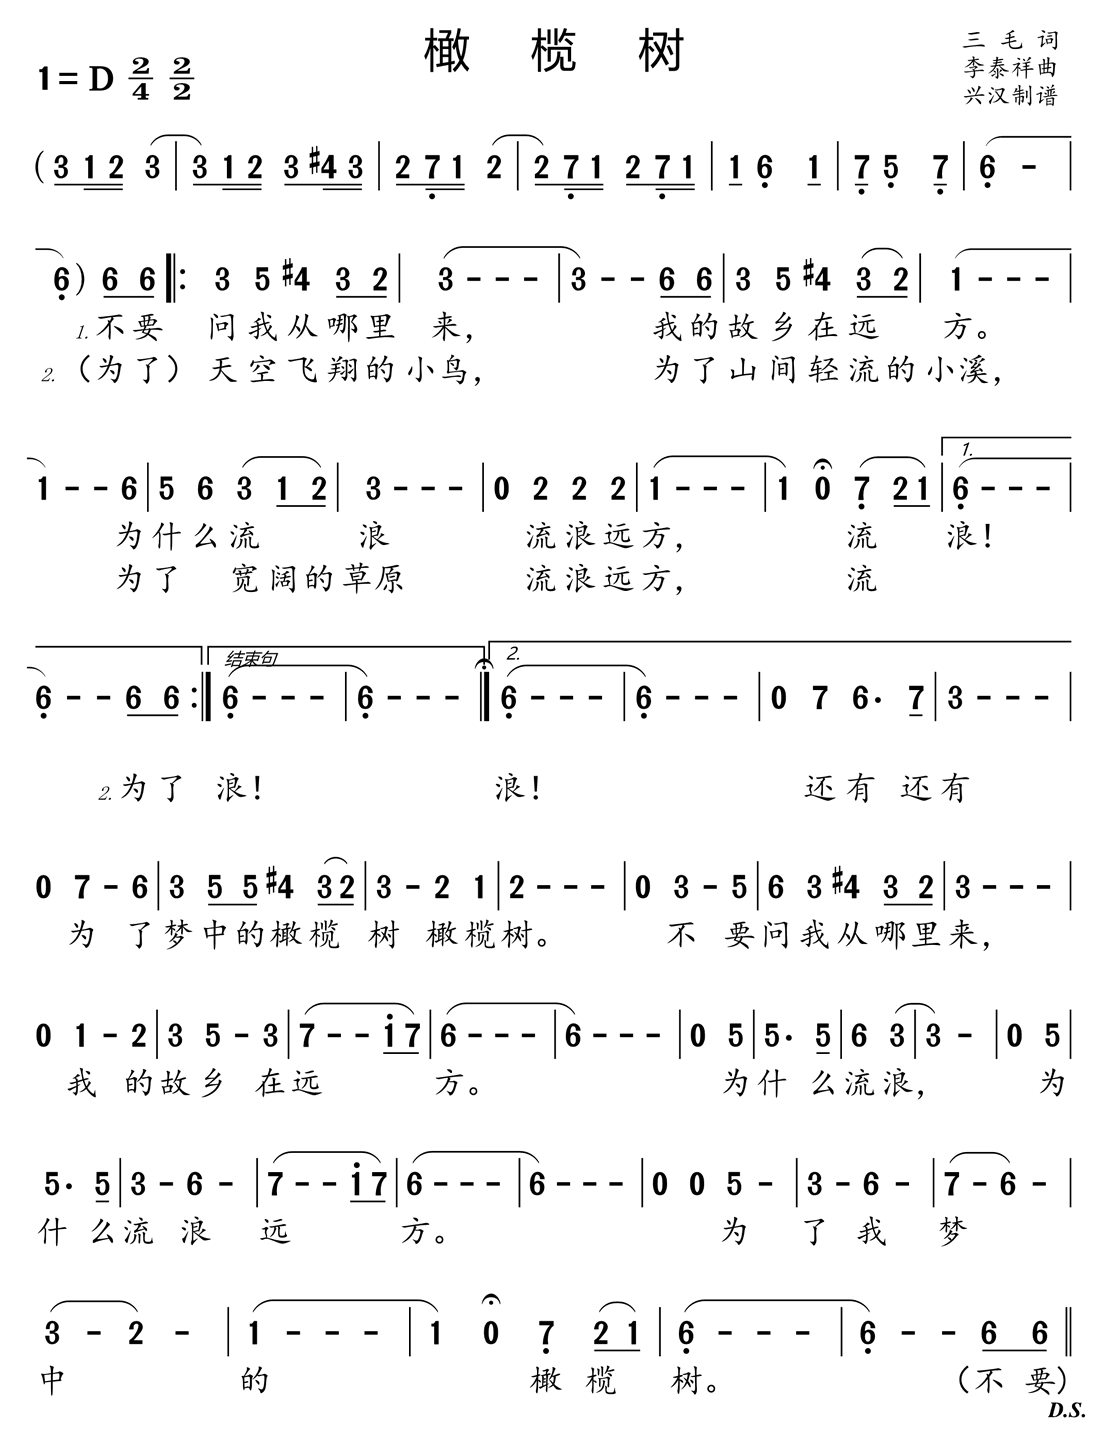 橄 榄 树
三 毛 词
李泰祥曲
兴汉制谱
1=D 2/4 2/2
(3 1 2 3 | 3 1 2 3 #4 3 | 2 7 1 2 | 2 7 1 2 7 1 | 1 6 1 | 7 5 7 | 6 - |
6) 6 6 |: 3 5 #4 3 2 | 3 - - - | 3 - - 6 6 | 3 5 #4 3 2 | 1 - - - |
1.不要 问我从哪里 来， 我的故乡在远 方。
2.（为了）天空飞翔的小鸟， 为了山间轻流的小溪，
1 - - 6 | 5 6 3 1 2 | 3 - - - | 0 2 2 2 | 1 - - - | 1 0 7 2 1 | 1. 6 - - - |
为什么流 浪 流浪远方， 流 浪！
为了 宽阔的草原 流浪远方， 流
6 - - 6 6 :| 结束句 6 - - - | 6 - - - | 2. 6 - - - | 6 - - - | 0 7 6· 7 | 3 - - - |
2.为了 浪！ 浪！ 还有 还有
0 7 - 6 | 3 5 5 #4 3 2 | 3 - 2 1 | 2 - - - | 0 3 - 5 | 6 3 #4 3 2 | 3 - - - |
为 了梦中的橄榄 树 橄榄树。 不 要问我从哪里来，
0 1 - 2 | 3 5 - 3 | 7 - - 1 7 | 6 - - - | 6 - - - | 0 5 | 5· 5 | 6 3 | 3 - | 0 5 |
我 的故乡 在远 方。 为什 么流浪， 为
5· 5 | 3 - 6 - | 7 - - 1 7 | 6 - - - | 6 - - - | 0 0 5 - | 3 - 6 - | 7 - 6 - |
什 么流 浪 远 方。 为 了 我 梦
3 - 2 - | 1 - - - | 1 0 7 2 1 | 6 - - - | 6 - - 6 6 ||
中 的 橄 榄 树。 （不 要）
D.S.